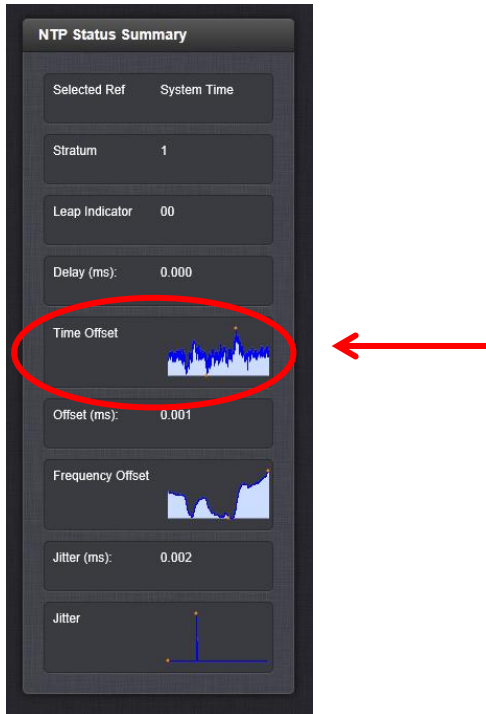 NTP Status Summary
Selected Ref System Time
Stratum 1
Leap Indicator 00
Delay (ms): 0.000
Time Offset
Offset (ms): 0.001
Frequency Offset
Jitter (ms): 0.002
Jitter